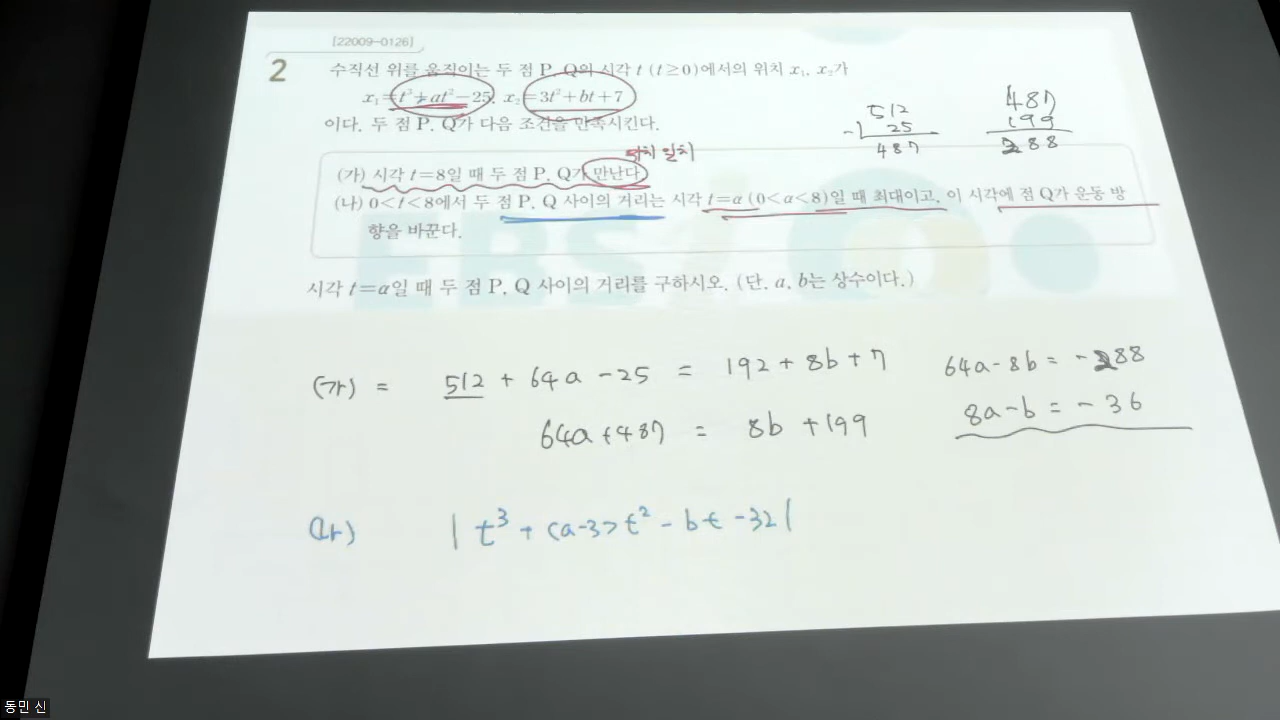 [22009-0126]
2 수직선 위를 움직이는 두 점 P, Q의 시각 t (t≥0)에서의 위치 x₁, x₂가
x₁=t³+at²-25, x₂=3t²+bt+7
이다. 두 점 P, Q가 다음 조건을 만족시킨다.
위치 일치
(가) 시각 t=8일 때 두 점 P, Q가 만난다.
(나) 0<t<8에서 두 점 P, Q 사이의 거리는 시각 t=α (0<α<8)일 때 최대이고, 이 시각에 점 Q가 운동 방
향을 바꾼다.
시각 t=α일 때 두 점 P, Q 사이의 거리를 구하시오. (단, a, b는 상수이다.)
512
- 25
487
487
199
288
(가) = 512 + 64a - 25 = 192 + 8b + 7
64a + 487 = 8b + 199
64a - 8b = -288
8a - b = -36
(나) | t³ + (a-3)t² - bt - 32 |
EBSi
동민 신